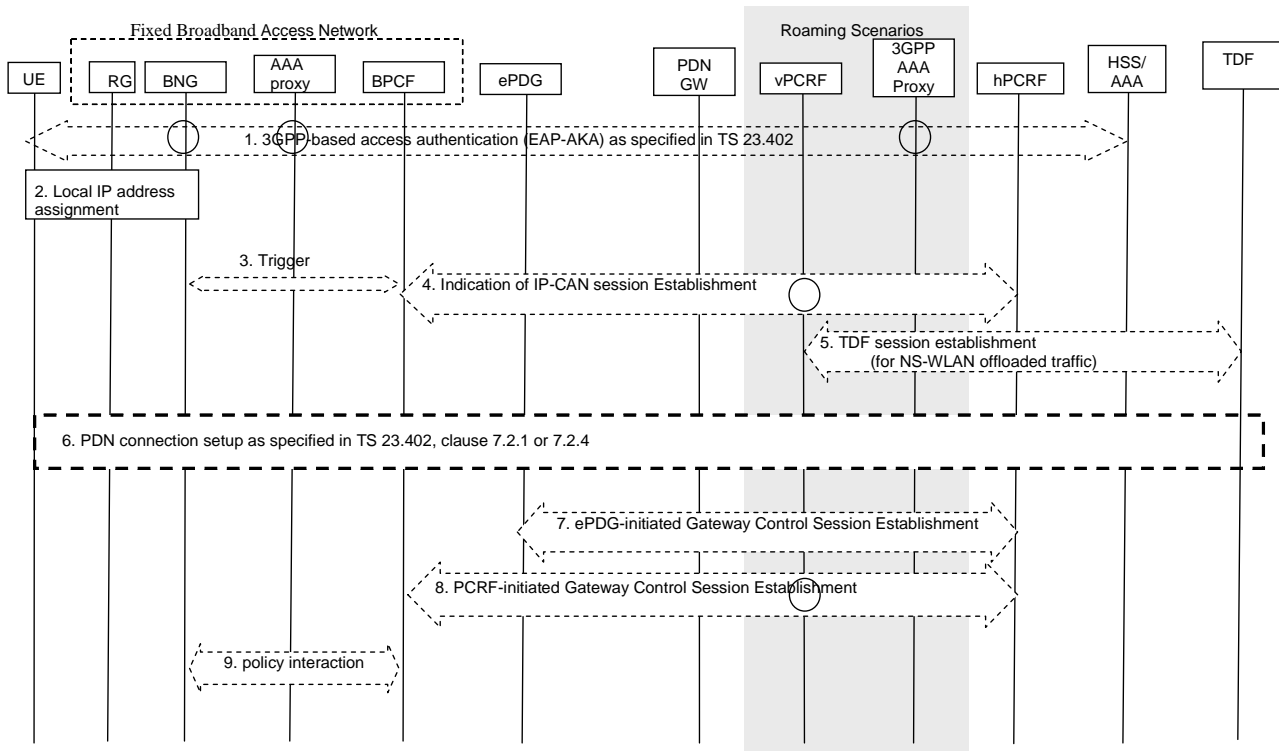 Fixed Broadband Access Network
Roaming Scenarios
UE
RG
BNG
AAA
proxy
BPCF
ePDG
PDN
GW
vPCRF
3GPP
AAA
Proxy
hPCRF
HSS/
AAA
TDF
1. 3GPP-based access authentication (EAP-AKA) as specified in TS 23.402
2. Local IP address
assignment
3. Trigger
4. Indication of IP-CAN session Establishment
5. TDF session establishment
(for NS-WLAN offloaded traffic)
6. PDN connection setup as specified in TS 23.402, clause 7.2.1 or 7.2.4
7. ePDG-initiated Gateway Control Session Establishment
8. PCRF-initiated Gateway Control Session Establishment
9. policy interaction